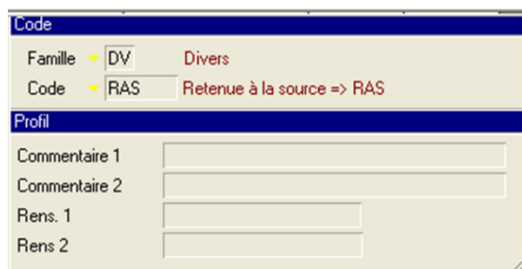 Code
Famille DV Divers
Code RAS Retenue à la source => RAS
Profil
Commentaire 1
Commentaire 2
Rens. 1
Rens 2